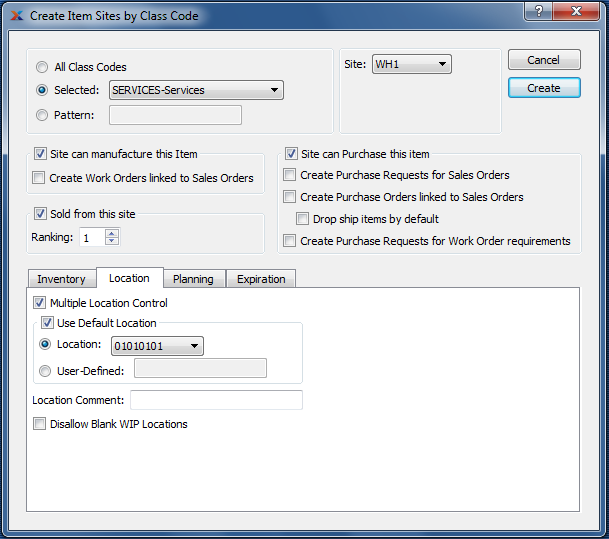 Create Item Sites by Class Code
?
All Class Codes
Selected: SERVICES-Services
Pattern:
Site: WH1
Cancel
Create
Site can manufacture this Item
Create Work Orders linked to Sales Orders
Sold from this site
Ranking: 1
Site can Purchase this item
Create Purchase Requests for Sales Orders
Create Purchase Orders linked to Sales Orders
Drop ship items by default
Create Purchase Requests for Work Order requirements
Inventory Location Planning Expiration
Multiple Location Control
Use Default Location
Location: 01010101
User-Defined:
Location Comment:
Disallow Blank WIP Locations